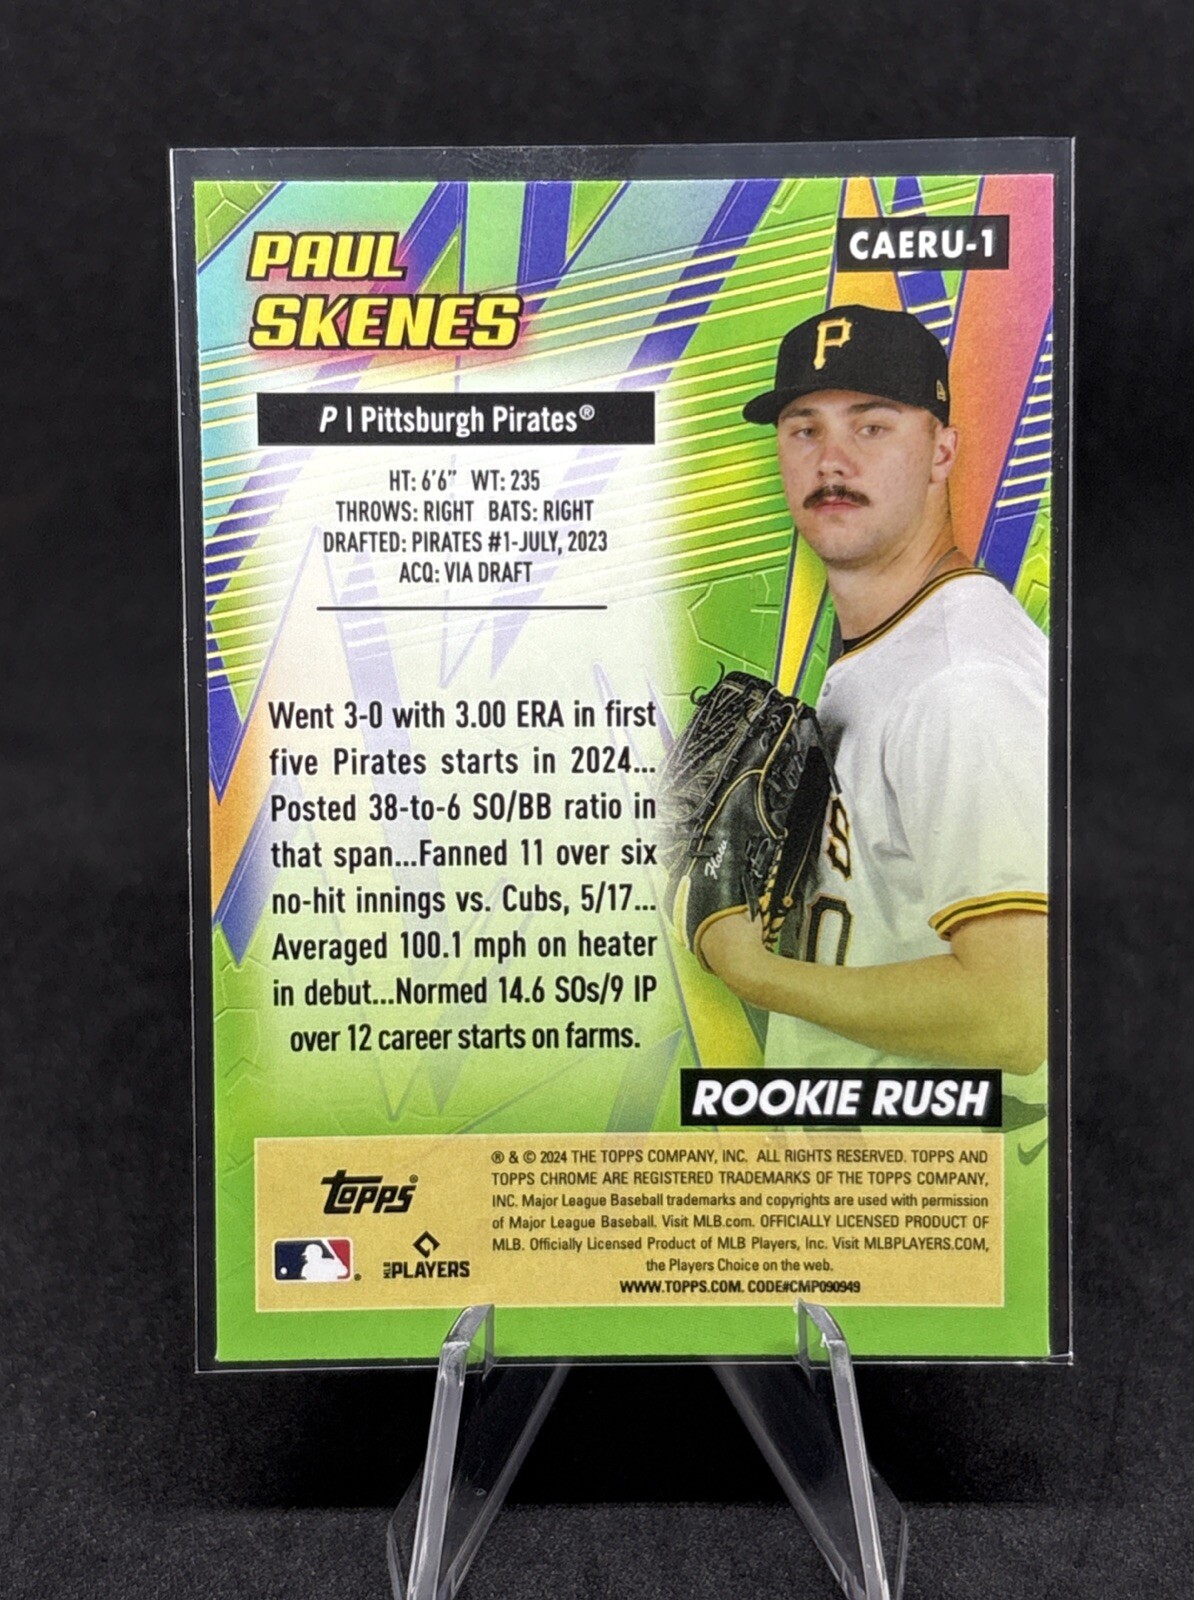 PAUL
SKENES
CAERU-1
P
P | Pittsburgh Pirates®
HT: 6'6" WT: 235
THROWS: RIGHT BATS: RIGHT
DRAFTED: PIRATES #1-JULY, 2023
ACQ: VIA DRAFT
Went 3-0 with 3.00 ERA in first
five Pirates starts in 2024...
Posted 38-to-6 SO/BB ratio in
that span...Fanned 11 over six
no-hit innings vs. Cubs, 5/17...
Averaged 100.1 mph on heater
in debut...Normed 14.6 SOs/9 IP
over 12 career starts on farms.
S
0
ROOKIE RUSH
topps®
MLB PLAYERS
® & © 2024 THE TOPPS COMPANY, INC. ALL RIGHTS RESERVED. TOPPS AND
TOPPS CHROME ARE REGISTERED TRADEMARKS OF THE TOPPS COMPANY,
INC. Major League Baseball trademarks and copyrights are used with permission
of Major League Baseball. Visit MLB.com. OFFICIALLY LICENSED PRODUCT OF
MLB. Officially Licensed Product of MLB Players, Inc. Visit MLBPLAYERS.COM,
the Players Choice on the web.
WWW.TOPPS.COM. CODE#CMP090949